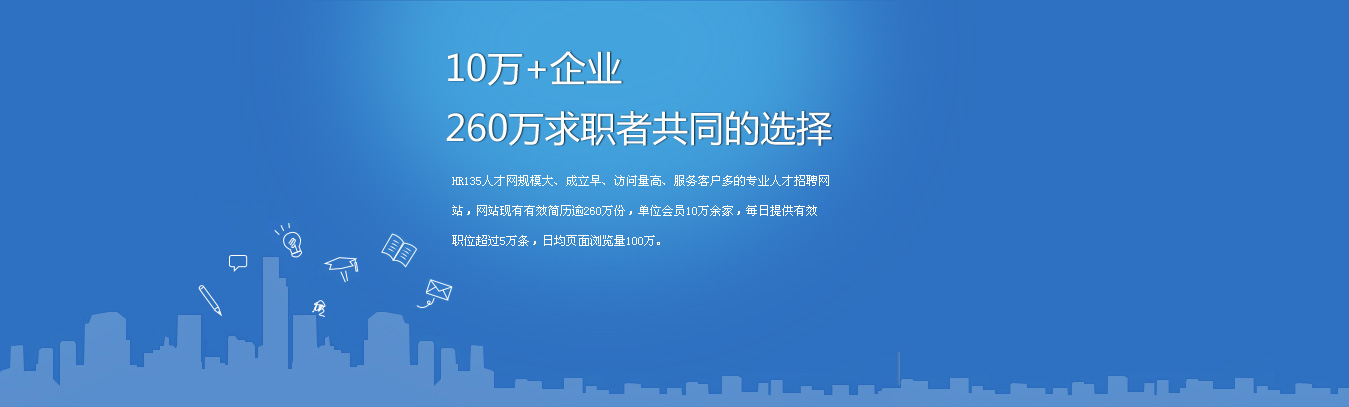 10万+企业
260万求职者共同的选择
HR135人才网规模大、成立早、访问量高、服务客户多的专业人才招聘网
站，网站现有有效简历逾260万份，单位会员10万余家，每日提供有效
职位超过5万条，日均页面浏览量100万。